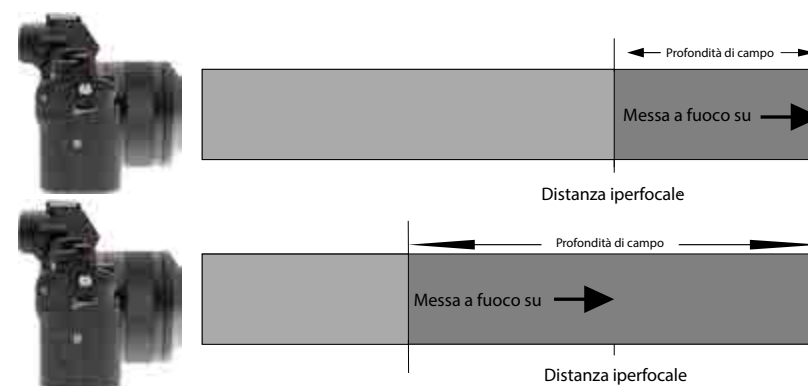 Profondità di campo
Messa a fuoco su
Distanza iperfocale
Profondità di campo
Messa a fuoco su
Distanza iperfocale